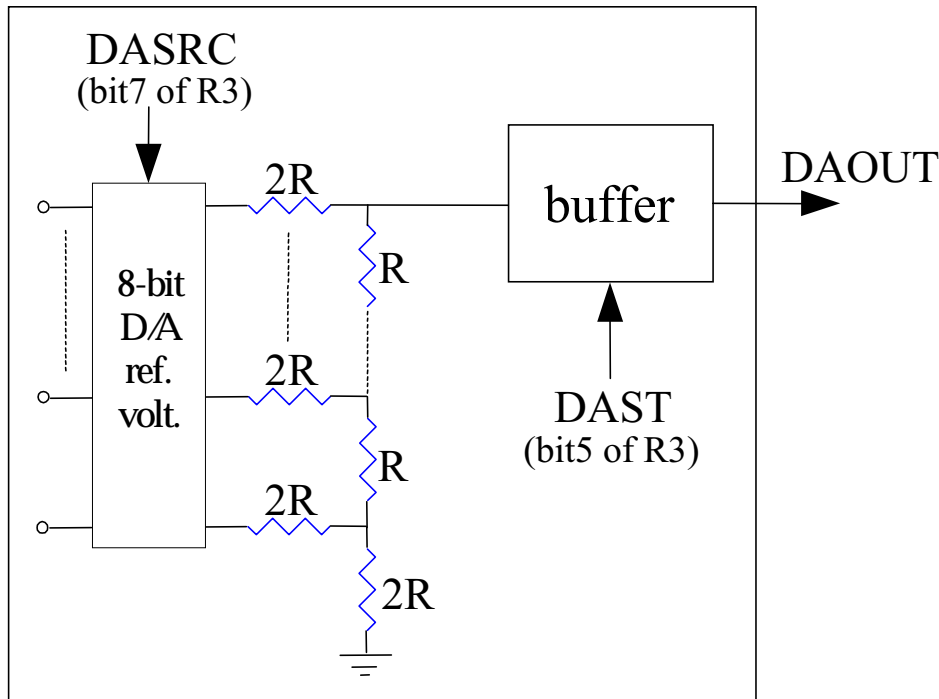 DASRC
(bit7 of R3)
2R
DAOUT
buffer
R
8-bit
D/A
ref.
volt.
2R
DAST
(bit5 of R3)
R
2R
2R